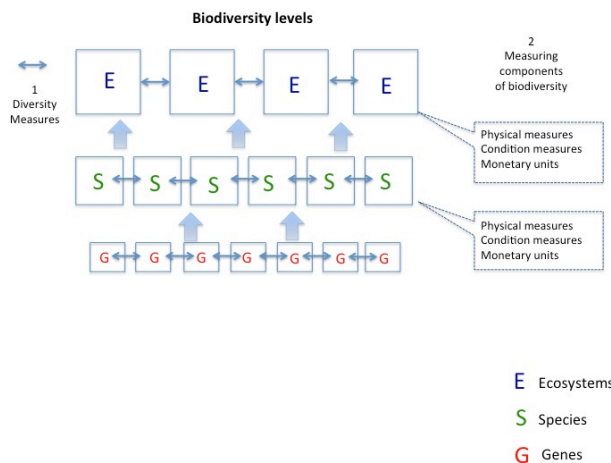 Biodiversity levels
1
Diversity
Measures
2
Measuring
components
of biodiversity
E E E E
Physical measures
Condition measures
Monetary units
S S S S S S
Physical measures
Condition measures
Monetary units
G G G G G G G
E Ecosystems
S Species
G Genes